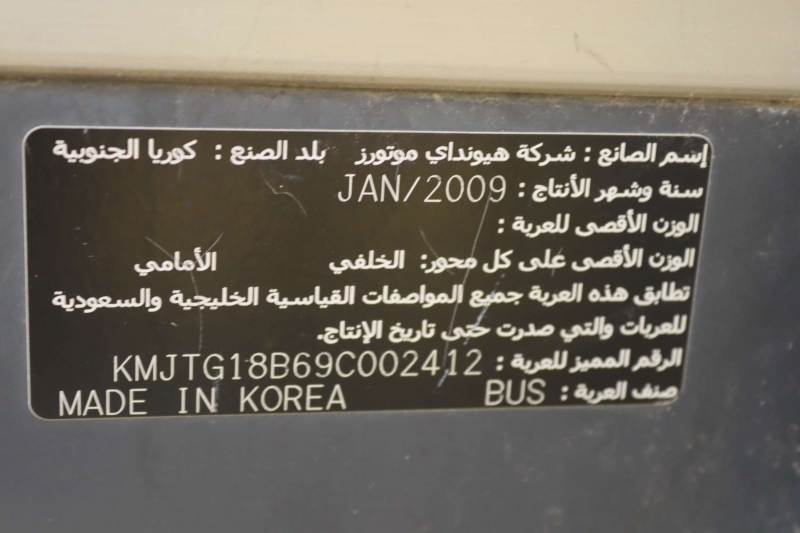 إسم الصانع : شركة هيونداي موتورز بلد الصنع : كوريا الجنوبية
سنة وشهر الأنتاج : JAN/2009
الوزن الأقصى للعربة :
الوزن الأقصى على كل محور: الخلفي الأمامي
تطابق هذه العربة جميع المواصفات القياسية الخليجية والسعودية
للعربات والتي صدرت حتى تاريخ الإنتاج.
الرقم المميز للعربة : KMJTG18B69C002412
صنف العربة : BUS MADE IN KOREA